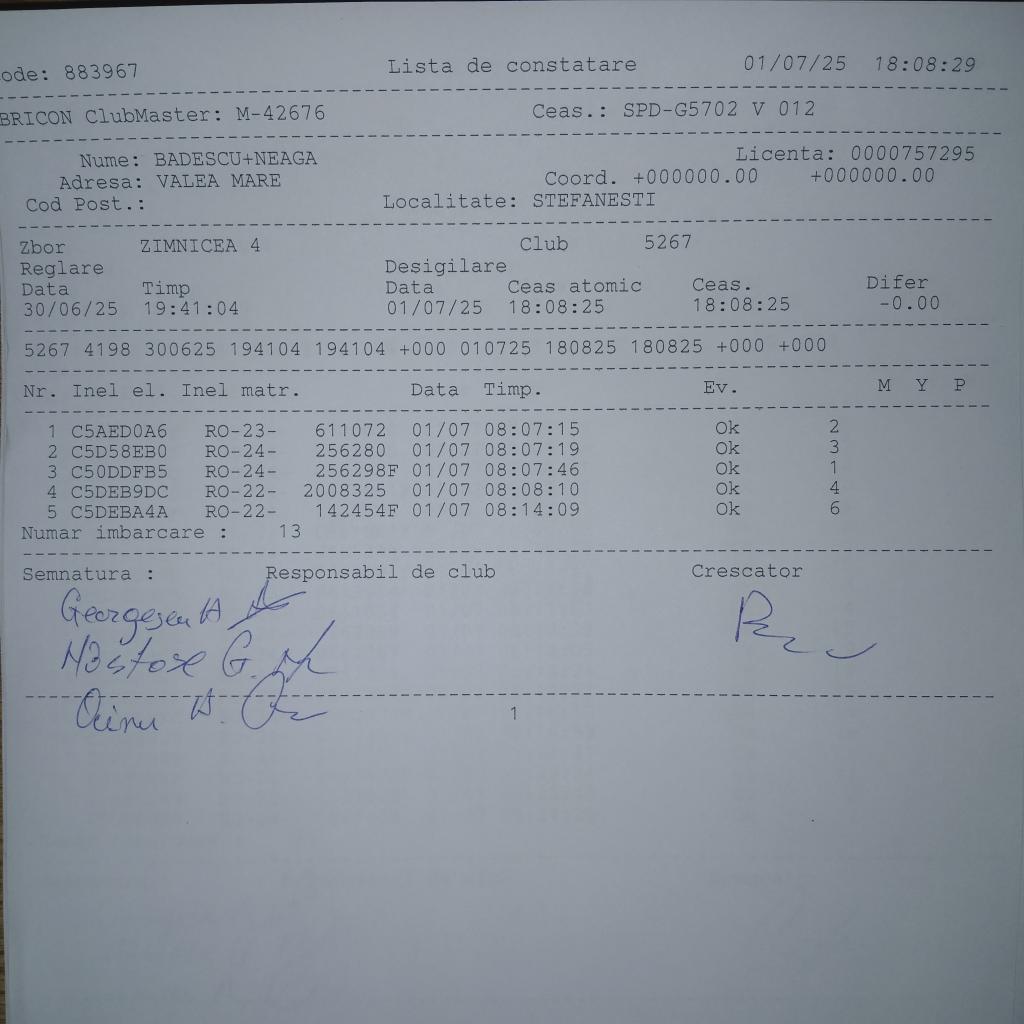 ode: 883967 Lista de constatare 01/07/25 18:08:29
BRICON ClubMaster: M-42676 Ceas.: SPD-G5702 V 012
Nume: BADESCU+NEAGA Licenta: 0000757295
Adresa: VALEA MARE Coord. +000000.00 +000000.00
Cod Post.: Localitate: STEFANESTI
Zbor ZIMNICEA 4 Club 5267
Reglare Desigilare
Data Timp Data Ceas atomic Ceas. Difer
30/06/25 19:41:04 01/07/25 18:08:25 18:08:25 -0.00
5267 4198 300625 194104 194104 +000 010725 180825 180825 +000 +000
Nr. Inel el. Inel matr. Data Timp. Ev. M Y P
1 C5AED0A6 RO-23- 611072 01/07 08:07:15 Ok 2
2 C5D58EB0 RO-24- 256280 01/07 08:07:19 Ok 3
3 C50DDFB5 RO-24- 256298F 01/07 08:07:46 Ok 1
4 C5DEB9DC RO-22- 2008325 01/07 08:08:10 Ok 4
5 C5DEBA4A RO-22- 142454F 01/07 08:14:09 Ok 6
Numar imbarcare : 13
Semnatura : Responsabil de club Crescator
G.
1